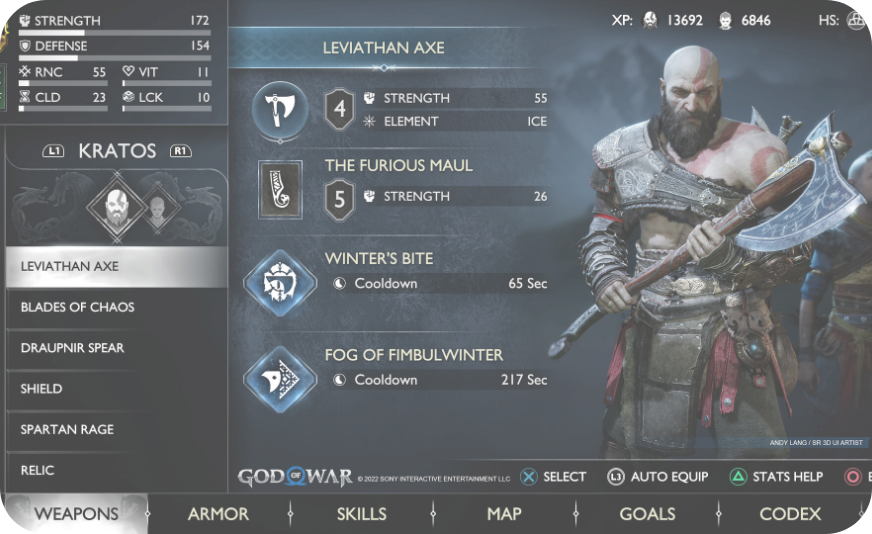 STRENGTH 172
DEFENSE 154
RNC 55 VIT 11
CLD 23 LCK 10
L1 KRATOS R1
LEVIATHAN AXE
BLADES OF CHAOS
DRAUPNIR SPEAR
SHIELD
SPARTAN RAGE
RELIC
XP: 13692 6846 HS:
LEVIATHAN AXE
4 STRENGTH 55
ELEMENT ICE
THE FURIOUS MAUL
5 STRENGTH 26
WINTER'S BITE
Cooldown 65 Sec
FOG OF FIMBULWINTER
Cooldown 217 Sec
ANDY LANG / SR 3D UI ARTIST
GOD OF WAR © 2022 SONY INTERACTIVE ENTERTAINMENT LLC SELECT L3 AUTO EQUIP STATS HELP
WEAPONS ARMOR SKILLS MAP GOALS CODEX